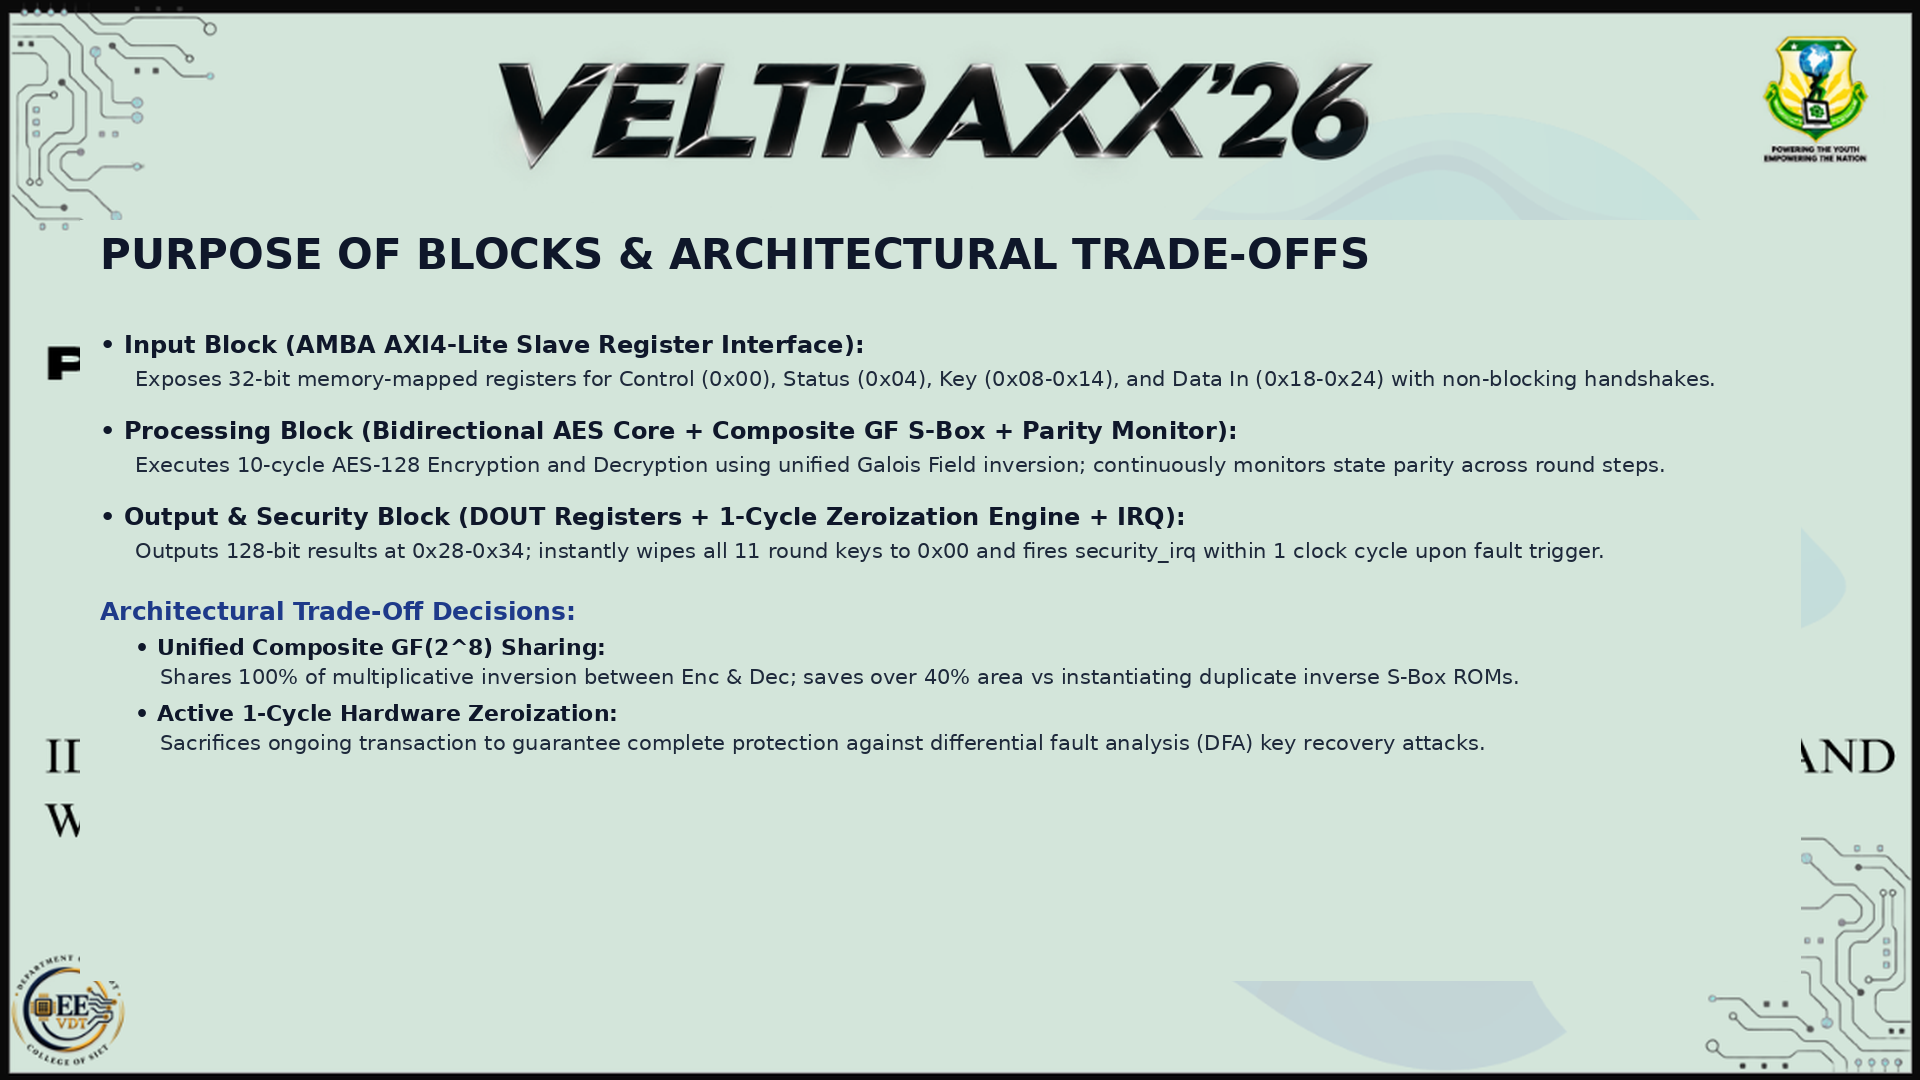 VELTRAXX'26
POWERING THE YOUTH
EMPOWERING THE NATION
PURPOSE OF BLOCKS & ARCHITECTURAL TRADE-OFFS
• Input Block (AMBA AXI4-Lite Slave Register Interface):
Exposes 32-bit memory-mapped registers for Control (0x00), Status (0x04), Key (0x08-0x14), and Data In (0x18-0x24) with non-blocking handshakes.
• Processing Block (Bidirectional AES Core + Composite GF S-Box + Parity Monitor):
Executes 10-cycle AES-128 Encryption and Decryption using unified Galois Field inversion; continuously monitors state parity across round steps.
• Output & Security Block (DOUT Registers + 1-Cycle Zeroization Engine + IRQ):
Outputs 128-bit results at 0x28-0x34; instantly wipes all 11 round keys to 0x00 and fires security_irq within 1 clock cycle upon fault trigger.
Architectural Trade-Off Decisions:
• Unified Composite GF(2^8) Sharing:
Shares 100% of multiplicative inversion between Enc & Dec; saves over 40% area vs instantiating duplicate inverse S-Box ROMs.
• Active 1-Cycle Hardware Zeroization:
Sacrifices ongoing transaction to guarantee complete protection against differential fault analysis (DFA) key recovery attacks.
AND
W
DEPARTMENT
EE
VDT
COLLEGE OF SIET